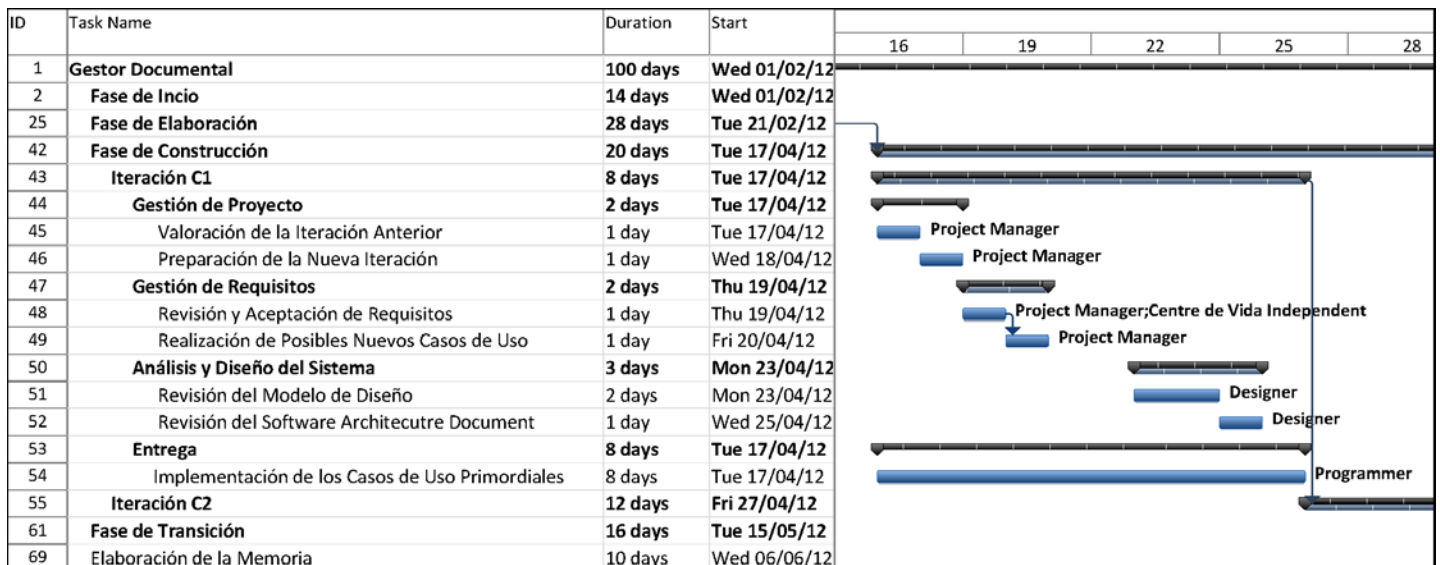 ID Task Name Duration Start
16 19 22 25 28
1 Gestor Documental 100 days Wed 01/02/12
2 Fase de Incio 14 days Wed 01/02/12
25 Fase de Elaboración 28 days Tue 21/02/12
42 Fase de Construcción 20 days Tue 17/04/12
43 Iteración C1 8 days Tue 17/04/12
44 Gestión de Proyecto 2 days Tue 17/04/12
45 Valoración de la Iteración Anterior 1 day Tue 17/04/12 Project Manager
46 Preparación de la Nueva Iteración 1 day Wed 18/04/12 Project Manager
47 Gestión de Requisitos 2 days Thu 19/04/12
48 Revisión y Aceptación de Requisitos 1 day Thu 19/04/12 Project Manager;Centre de Vida Independent
49 Realización de Posibles Nuevos Casos de Uso 1 day Fri 20/04/12 Project Manager
50 Análisis y Diseño del Sistema 3 days Mon 23/04/12
51 Revisión del Modelo de Diseño 2 days Mon 23/04/12 Designer
52 Revisión del Software Architecutre Document 1 day Wed 25/04/12 Designer
53 Entrega 8 days Tue 17/04/12
54 Implementación de los Casos de Uso Primordiales 8 days Tue 17/04/12 Programmer
55 Iteración C2 12 days Fri 27/04/12
61 Fase de Transición 16 days Tue 15/05/12
69 Elaboración de la Memoria 10 days Wed 06/06/12